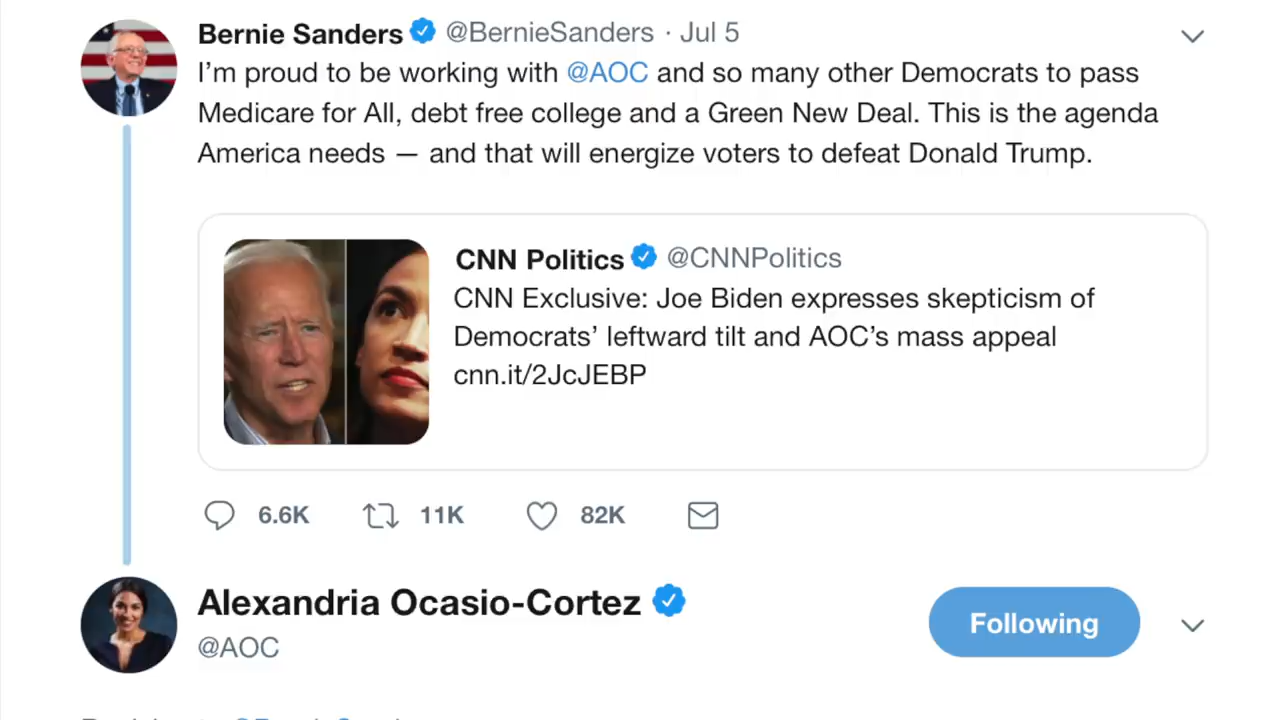 Bernie Sanders @BernieSanders · Jul 5
I’m proud to be working with @AOC and so many other Democrats to pass
Medicare for All, debt free college and a Green New Deal. This is the agenda
America needs — and that will energize voters to defeat Donald Trump.
CNN Politics @CNNPolitics
CNN Exclusive: Joe Biden expresses skepticism of
Democrats’ leftward tilt and AOC’s mass appeal
cnn.it/2JcJEBP
6.6K 11K 82K
Alexandria Ocasio-Cortez
Following
@AOC